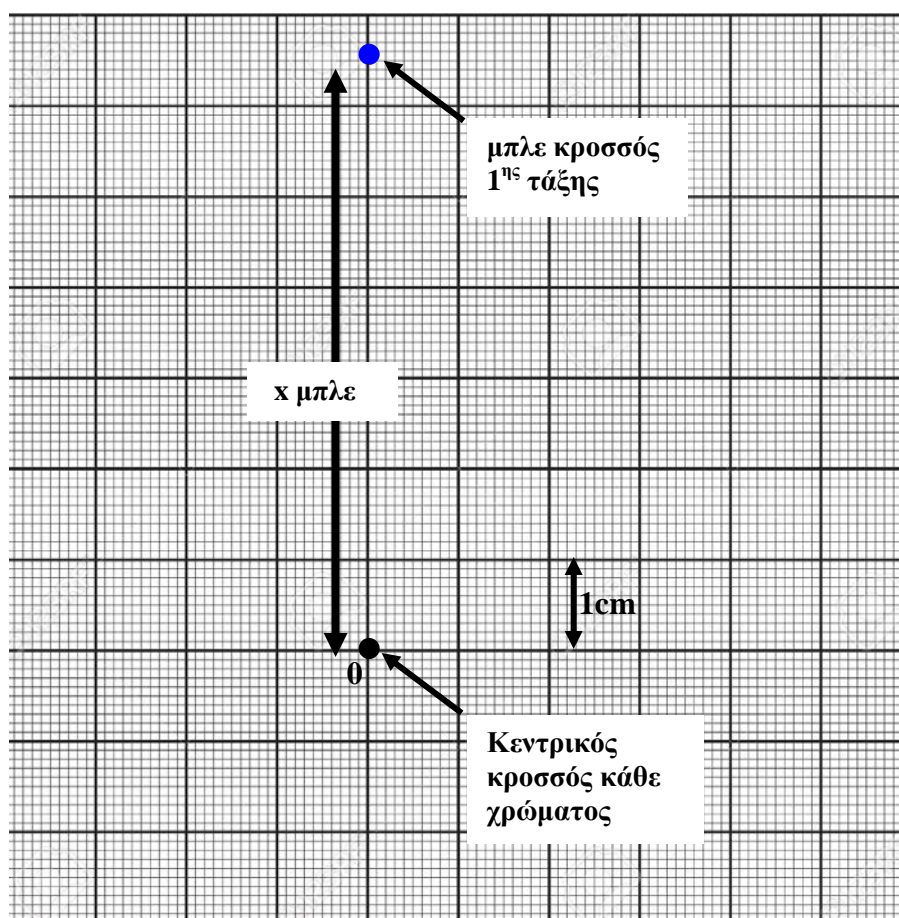 μπλε κροσσός
1ης τάξης
x μπλε
1cm
0
Κεντρικός
κροσσός κάθε
χρώματος